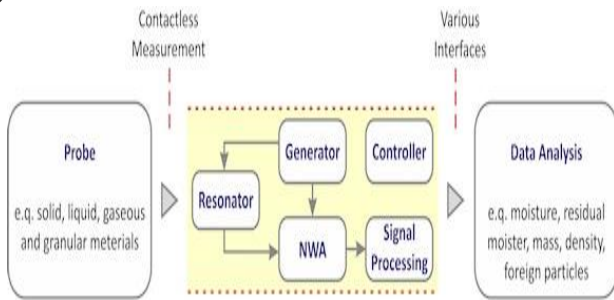 Contactless
Measurement
Various
Interfaces
Probe
e.q. solid, liquid, gaseous
and granular meterials
Generator
Controller
Resonator
NWA
Signal
Processing
Data Analysis
e.q. moisture, residual
moister, mass, density,
foreign particles